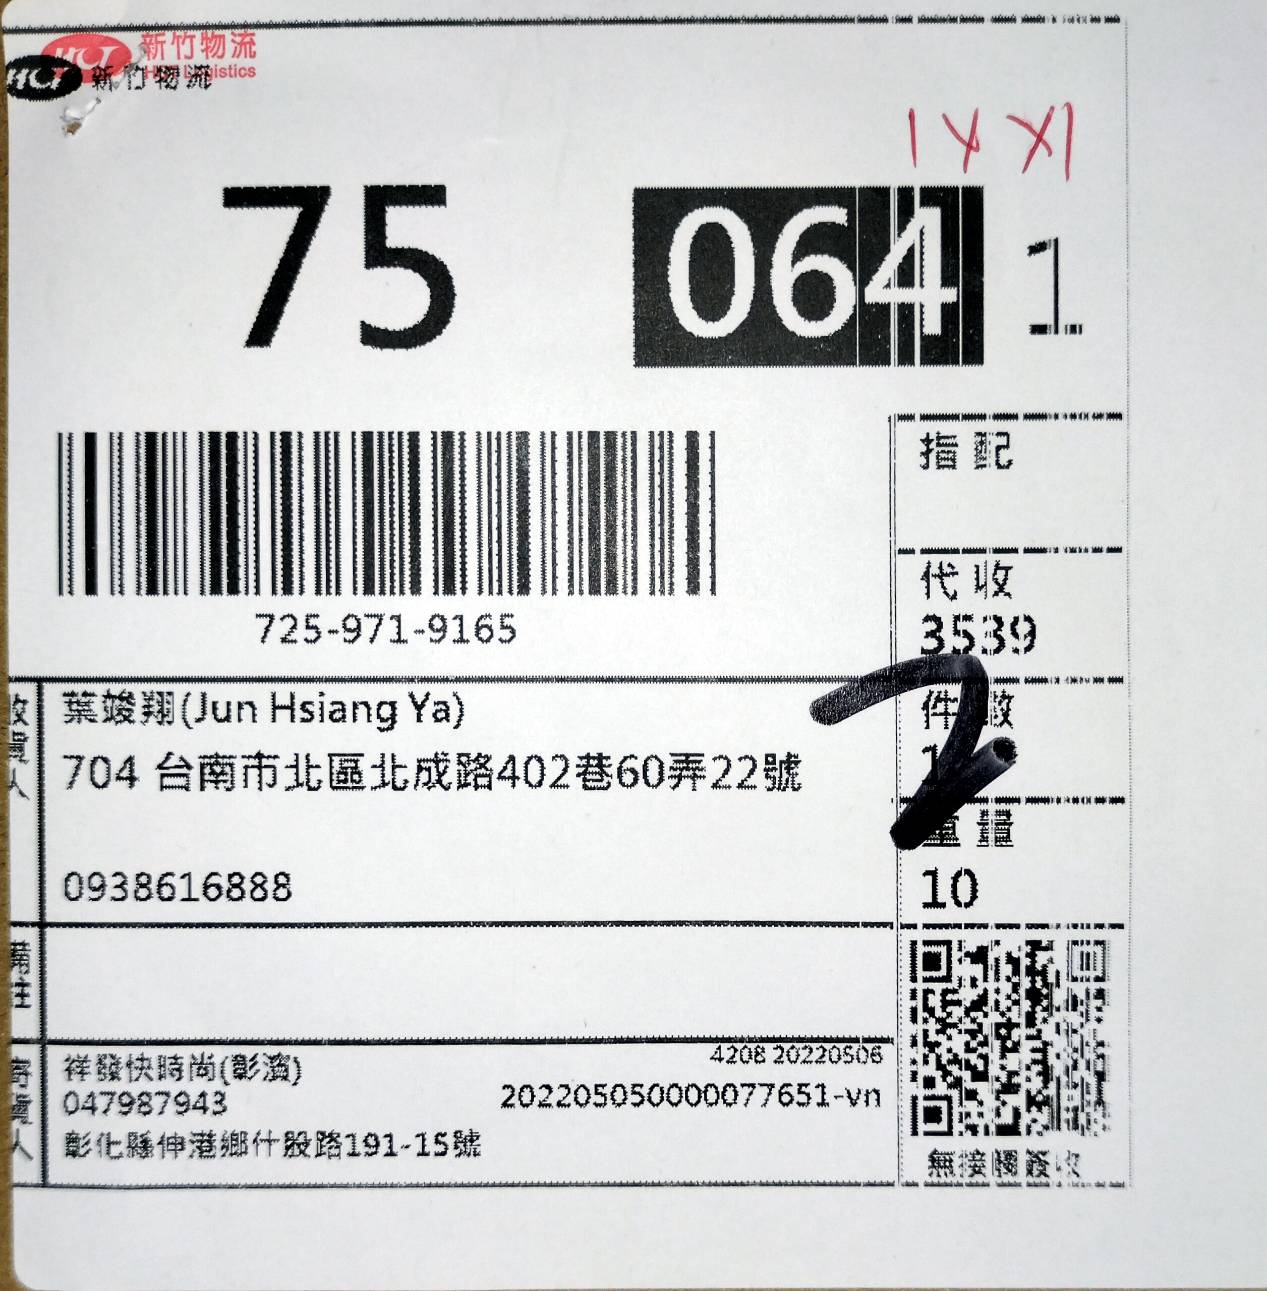 HCT 新竹物流
HCT Logistics
HCT 新竹物流
75 064 1
指配
725-971-9165
代收
3539
件數
1
收貨人
葉竣翔(Jun Hsiang Ya)
704 台南市北區北成路402巷60弄22號
0938616888
重量
10
備註
寄貨人
祥發快時尚(彰濱)
4208 20220506
047987943
202205050000077651-vn
彰化縣伸港鄉什股路191-15號
無接觸簽收